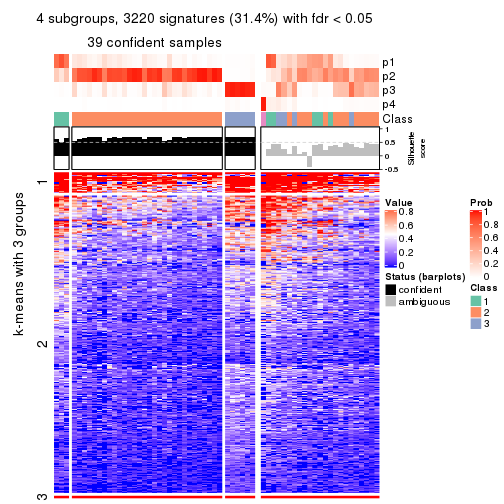 4 subgroups, 3220 signatures (31.4%) with fdr < 0.05
39 confident samples
p1
p2
p3
p4
Class
1
0.5
0
-0.5
Silhouette
score
k-means with 3 groups
1
2
3
Value
0.8
0.6
0.4
0.2
0
Status (barplots)
confident
ambiguous
Prob
1
0.8
0.6
0.4
0.2
0
Class
1
2
3